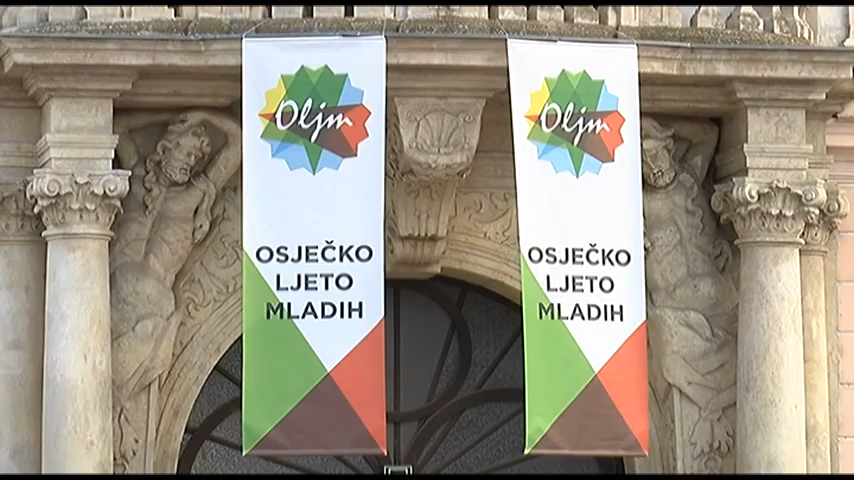 Oljm
OSJEČKO
LJETO
MLADIH
Oljm
OSJEČKO
LJETO
MLADIH